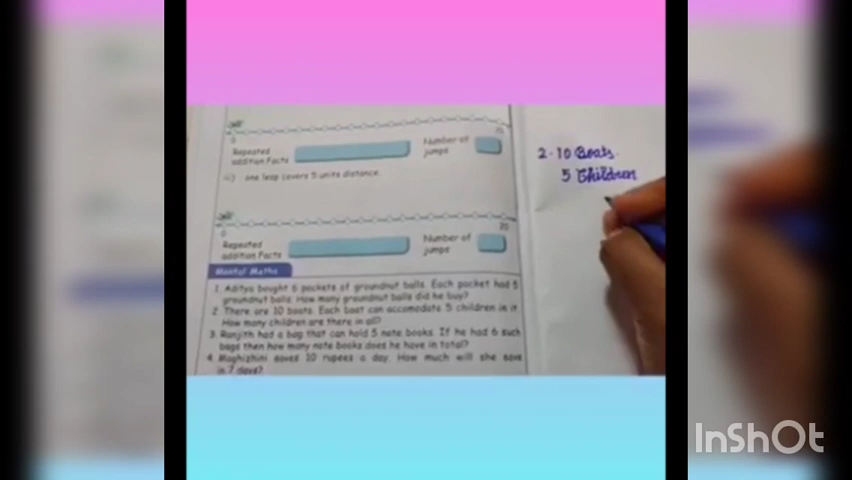 0
Repeated
addition Facts
Number of
jumps
iii) one leap covers 5 units distance.
0
20
Repeated
addition Facts
Number of
jumps
Mental Maths
1. Aditya bought 6 packets of groundnut balls. Each packet had 5
groundnut balls. How many groundnut balls did he buy?
2. There are 10 boats. Each boat can accomodate 5 children in it.
How many children are there in all?
3. Ranjith had a bag that can hold 5 note books. If he had 6 such
bags then how many note books does he have in total?
4. Maghizhini saves 10 rupees a day. How much will she save
in 7 days?
2. 10 Boats.
5 Children
InShOt